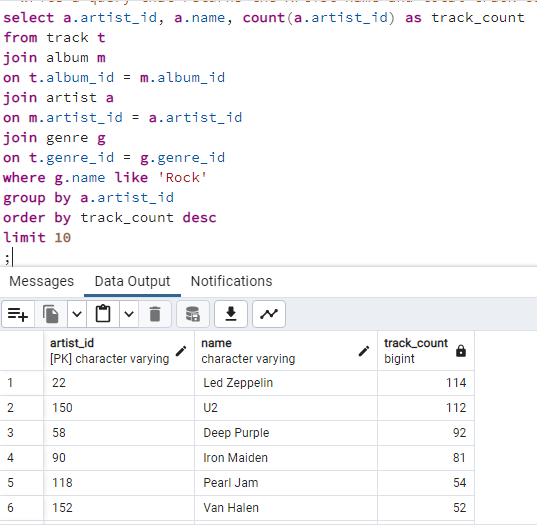 select a.artist_id, a.name, count(a.artist_id) as track_count
from track t
join album m
on t.album_id = m.album_id
join artist a
on m.artist_id = a.artist_id
join genre g
on t.genre_id = g.genre_id
where g.name like 'Rock'
group by a.artist_id
order by track_count desc
limit 10
;
Messages Data Output Notifications
artist_id name track_count
[PK] character varying character varying bigint
1 22 Led Zeppelin 114
2 150 U2 112
3 58 Deep Purple 92
4 90 Iron Maiden 81
5 118 Pearl Jam 54
6 152 Van Halen 52